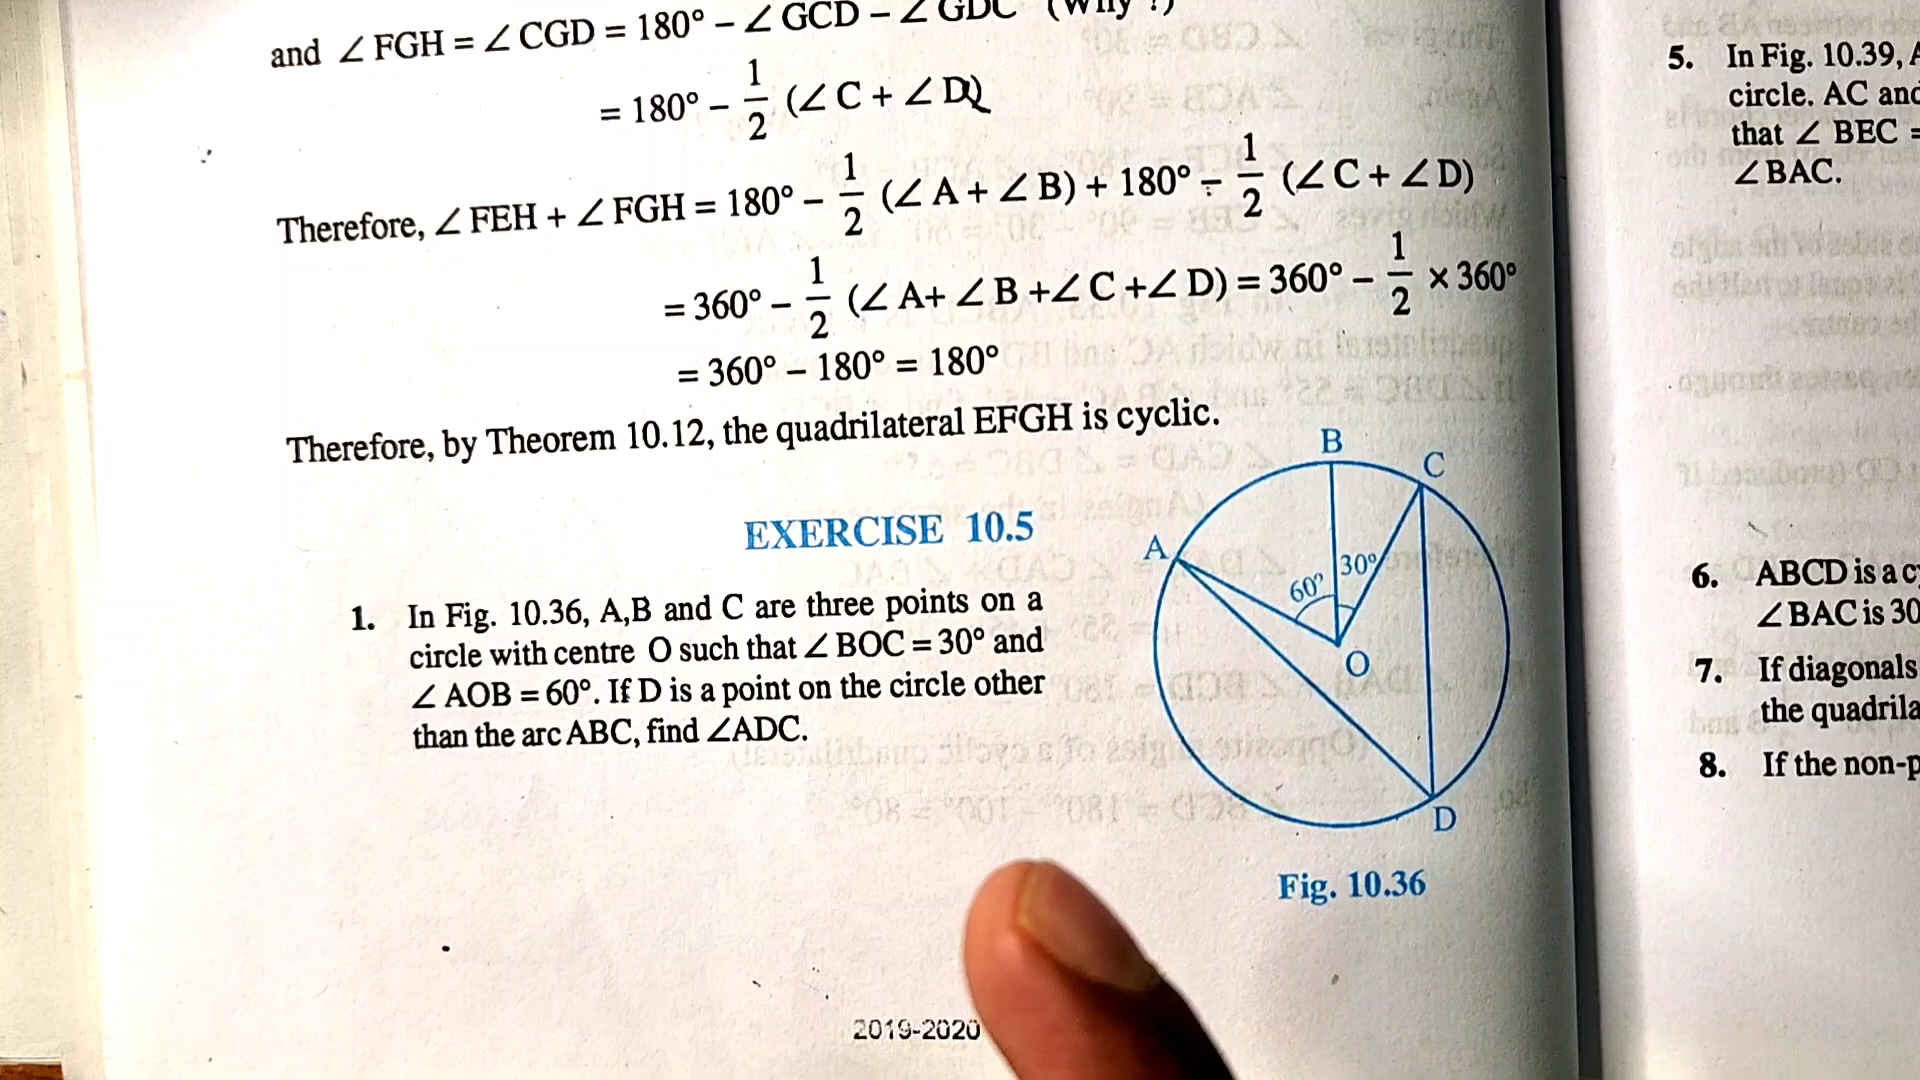 and ∠ FGH = ∠ CGD = 180° – ∠ GCD – ∠ GDC (Why ?)
= 180° – 1/2 (∠ C + ∠ D)
Therefore, ∠ FEH + ∠ FGH = 180° – 1/2 (∠ A + ∠ B) + 180° – 1/2 (∠ C + ∠ D)
= 360° – 1/2 (∠ A+ ∠ B +∠ C +∠ D) = 360° – 1/2 × 360°
= 360° – 180° = 180°
Therefore, by Theorem 10.12, the quadrilateral EFGH is cyclic.
EXERCISE 10.5
1. In Fig. 10.36, A,B and C are three points on a
circle with centre O such that ∠ BOC = 30° and
∠ AOB = 60°. If D is a point on the circle other
than the arc ABC, find ∠ADC.
B
C
A
60°
30°
O
D
Fig. 10.36
2019-2020
5. In Fig. 10.39,
circle. AC and
that ∠ BEC =
∠ BAC.
6. ABCD is a
∠ BAC is 30
7. If diagonals
the
8. If the